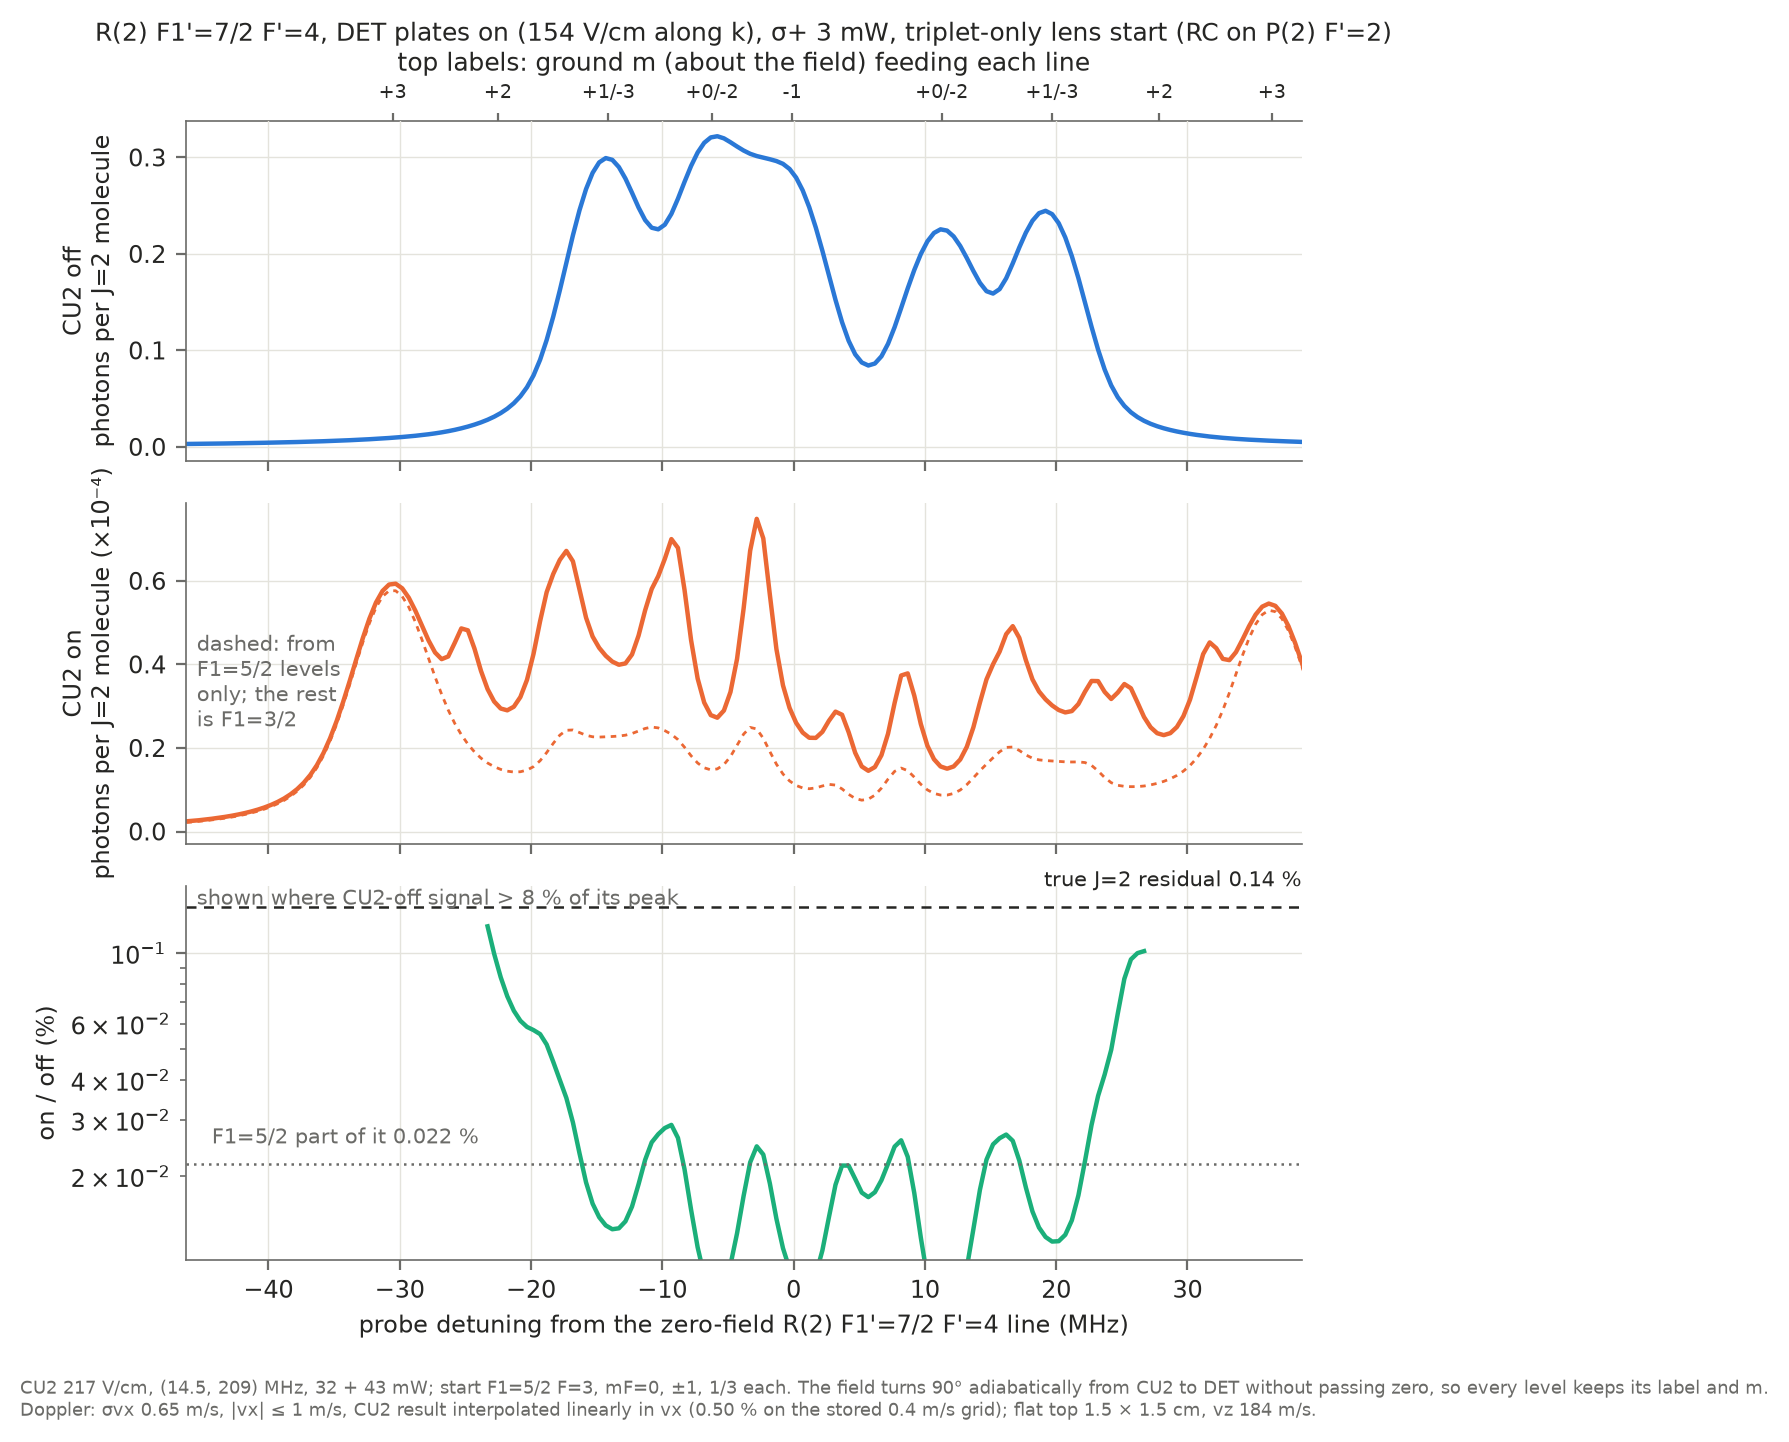 R(2) F1'=7/2 F'=4, DET plates on (154 V/cm along k), σ+ 3 mW, triplet-only lens start (RC on P(2) F'=2)
top labels: ground m (about the field) feeding each line
+3 +2 +1/-3 +0/-2 -1 +0/-2 +1/-3 +2 +3
CU2 off
photons per J=2 molecule
0.3
0.2
0.1
0.0
CU2 on
photons per J=2 molecule (×10⁻⁴)
0.6
0.4
0.2
0.0
dashed: from
F1=5/2 levels
only; the rest
is F1=3/2
true J=2 residual 0.14 %
shown where CU2-off signal > 8 % of its peak
on / off (%)
10⁻¹
6 × 10⁻²
4 × 10⁻²
3 × 10⁻²
2 × 10⁻²
F1=5/2 part of it 0.022 %
−40 −30 −20 −10 0 10 20 30
probe detuning from the zero-field R(2) F1'=7/2 F'=4 line (MHz)
CU2 217 V/cm, (14.5, 209) MHz, 32 + 43 mW; start F1=5/2 F=3, mF=0, ±1, 1/3 each. The field turns 90° adiabatically from CU2 to DET without passing zero, so every level keeps its label and m.
Doppler: σvx 0.65 m/s, |vx| ≤ 1 m/s, CU2 result interpolated linearly in vx (0.50 % on the stored 0.4 m/s grid); flat top 1.5 × 1.5 cm, vz 184 m/s.